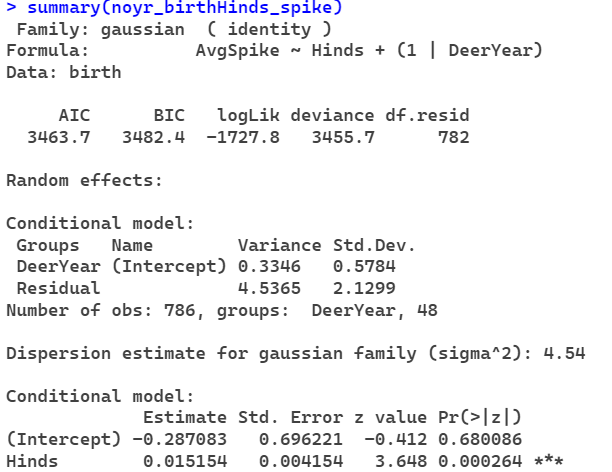 > summary(noyr_birthHinds_spike)
 Family: gaussian  ( identity )
Formula:          AvgSpike ~ Hinds + (1 | DeerYear)
Data: birth

     AIC      BIC   logLik deviance df.resid
  3463.7   3482.4  -1727.8   3455.7      782

Random effects:

Conditional model:
 Groups   Name        Variance Std.Dev.
 DeerYear (Intercept) 0.3346   0.5784
 Residual             4.5365   2.1299
Number of obs: 786, groups:  DeerYear, 48

Dispersion estimate for gaussian family (sigma^2): 4.54

Conditional model:
             Estimate Std. Error z value Pr(>|z|)
(Intercept) -0.287083   0.696221  -0.412 0.680086
Hinds        0.015154   0.004154   3.648 0.000264 ***